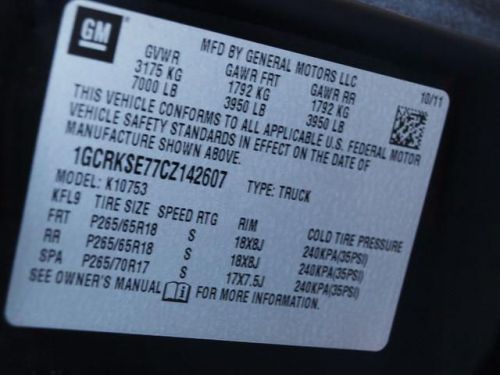 GM
MFD BY GENERAL MOTORS LLC
10/11
GVWR GAWR FRT GAWR RR
3175 KG 1792 KG 1792 KG
7000 LB 3950 LB 3950 LB
THIS VEHICLE CONFORMS TO ALL APPLICABLE U.S. FEDERAL MOTOR
VEHICLE SAFETY STANDARDS IN EFFECT ON THE DATE OF
MANUFACTURE SHOWN ABOVE.
1GCRKSE77CZ142607 TYPE: TRUCK
MODEL: K10753
KFL9 TIRE SIZE SPEED RTG RIM COLD TIRE PRESSURE
FRT P265/65R18 S 18X8J 240KPA(35PSI)
RR P265/65R18 S 18X8J 240KPA(35PSI)
SPA P265/70R17 S 17X7.5J 240KPA(35PSI)
SEE OWNER'S MANUAL FOR MORE INFORMATION.